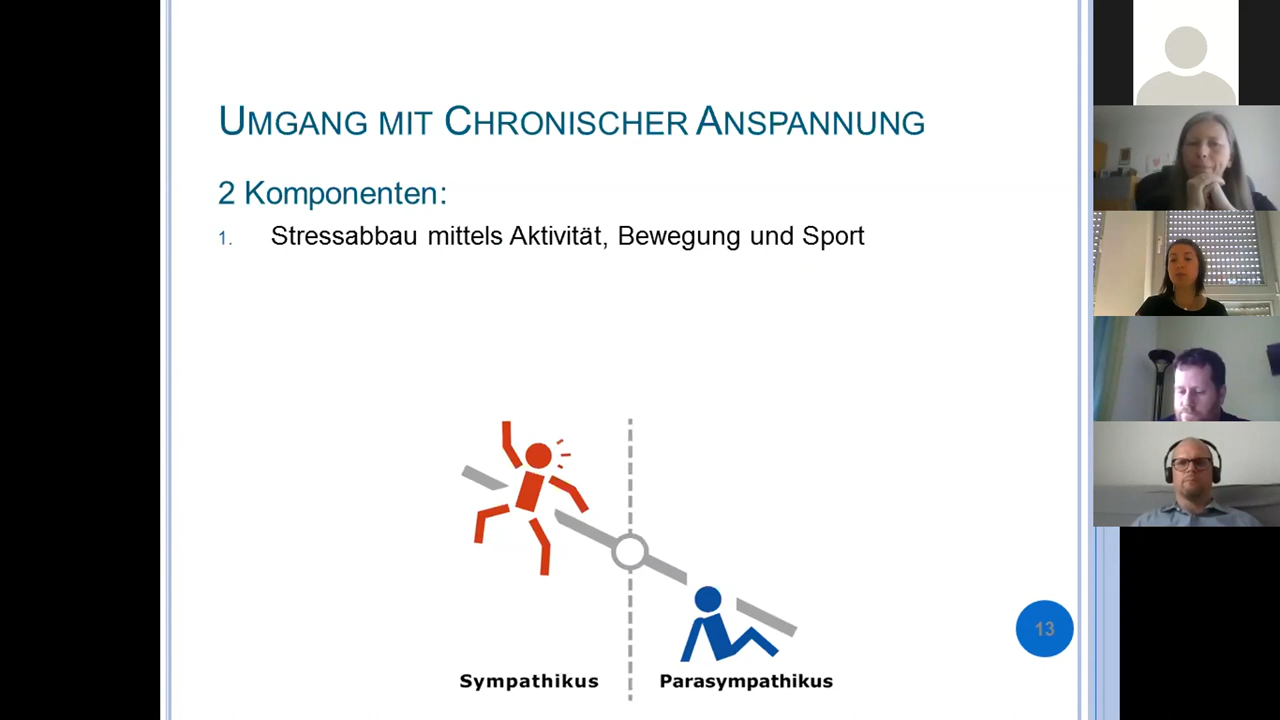 Umgang mit Chronischer Anspannung
2 Komponenten:
1. Stressabbau mittels Aktivität, Bewegung und Sport
Sympathikus
Parasympathikus
13